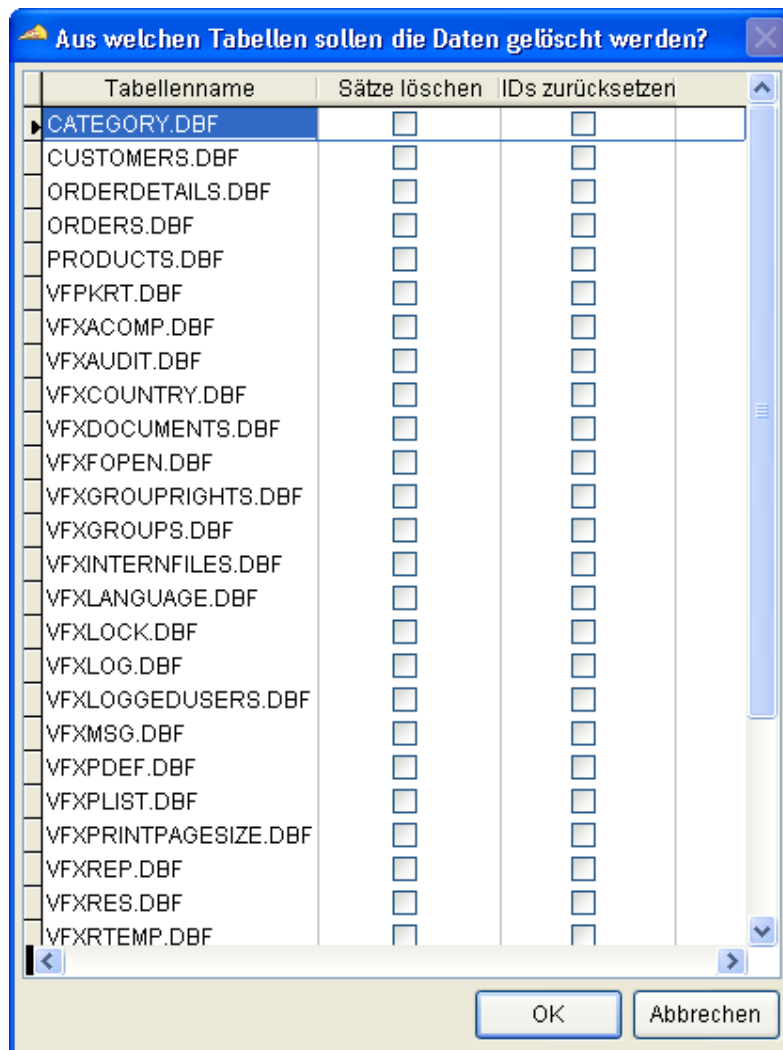 Aus welchen Tabellen sollen die Daten gelöscht werden?
Tabellenname Sätze löschen IDs zurücksetzen
CATEGORY.DBF
CUSTOMERS.DBF
ORDERDETAILS.DBF
ORDERS.DBF
PRODUCTS.DBF
VFPKRT.DBF
VFXACOMP.DBF
VFXAUDIT.DBF
VFXCOUNTRY.DBF
VFXDOCUMENTS.DBF
VFXFOPEN.DBF
VFXGROUPRIGHTS.DBF
VFXGROUPS.DBF
VFXINTERNFILES.DBF
VFXLANGUAGE.DBF
VFXLOCK.DBF
VFXLOG.DBF
VFXLOGGEDUSERS.DBF
VFXMSG.DBF
VFXPDEF.DBF
VFXPLIST.DBF
VFXPRINTPAGESIZE.DBF
VFXREP.DBF
VFXRES.DBF
VFXRTEMP.DBF
OK Abbrechen